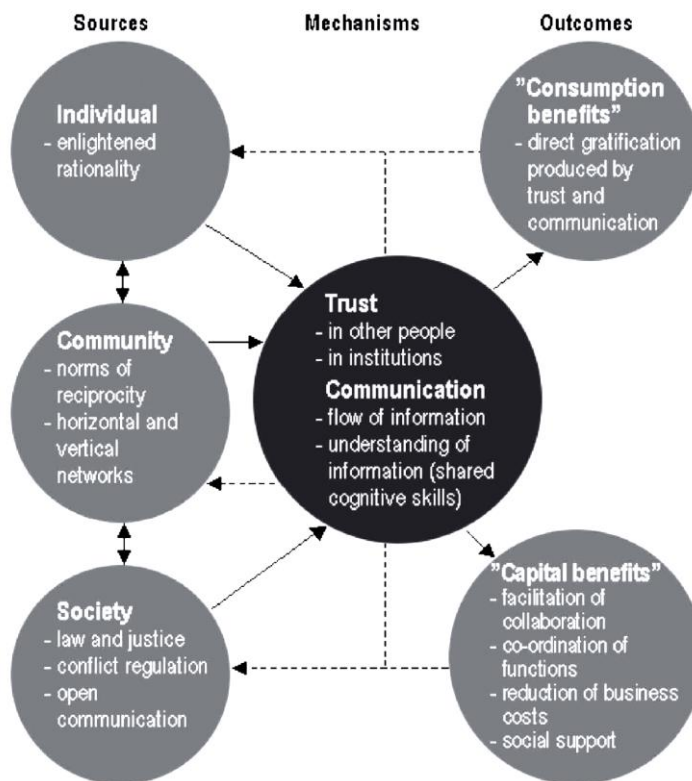 Sources
Mechanisms
Outcomes
Individual
- enlightened
rationality
Community
- norms of
reciprocity
- horizontal and
vertical
networks
Society
- law and justice
- conflict regulation
- open
communication
Trust
- in other people
- in institutions
Communication
- flow of information
- understanding of
information (shared
cognitive skills)
”Consumption
benefits”
- direct gratification
produced by
trust and
communication
”Capital benefits”
- facilitation of
collaboration
- co-ordination of
functions
- reduction of business
costs
- social support